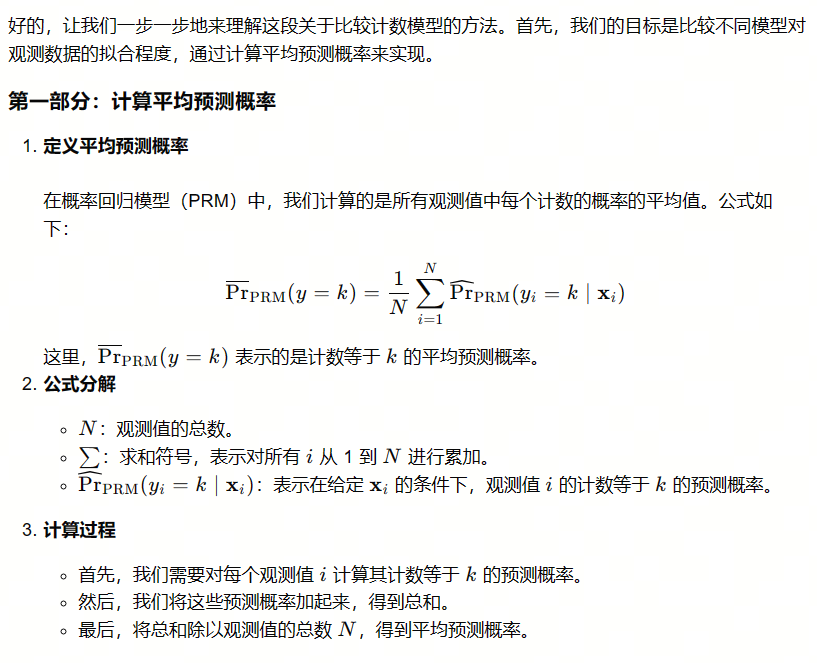 好的，让我们一步一步地来理解这段关于比较计数模型的方法。首先，我们的目标是比较不同模型对
观测数据的拟合程度，通过计算平均预测概率来实现。
第一部分：计算平均预测概率
1. 定义平均预测概率
在概率回归模型（PRM）中，我们计算的是所有观测值中每个计数的概率的平均值。公式如
下：
$\overline{\Pr}_{\mathrm{PRM}}(y = k) = \frac{1}{N} \sum_{i=1}^{N} \widehat{\Pr}_{\mathrm{PRM}}(y_i = k \mid \mathbf{x}_i)$
这里，$\overline{\Pr}_{\mathrm{PRM}}(y = k)$ 表示的是计数等于 $k$ 的平均预测概率。
2. 公式分解
◦ $N$：观测值的总数。
◦ $\sum$：求和符号，表示对所有 $i$ 从 1 到 $N$ 进行累加。
◦ $\widehat{\Pr}_{\mathrm{PRM}}(y_i = k \mid \mathbf{x}_i)$：表示在给定 $\mathbf{x}_i$ 的条件下，观测值 $i$ 的计数等于 $k$ 的预测概率。
3. 计算过程
◦ 首先，我们需要对每个观测值 $i$ 计算其计数等于 $k$ 的预测概率。
◦ 然后，我们将这些预测概率加起来，得到总和。
◦ 最后，将总和除以观测值的总数 $N$，得到平均预测概率。